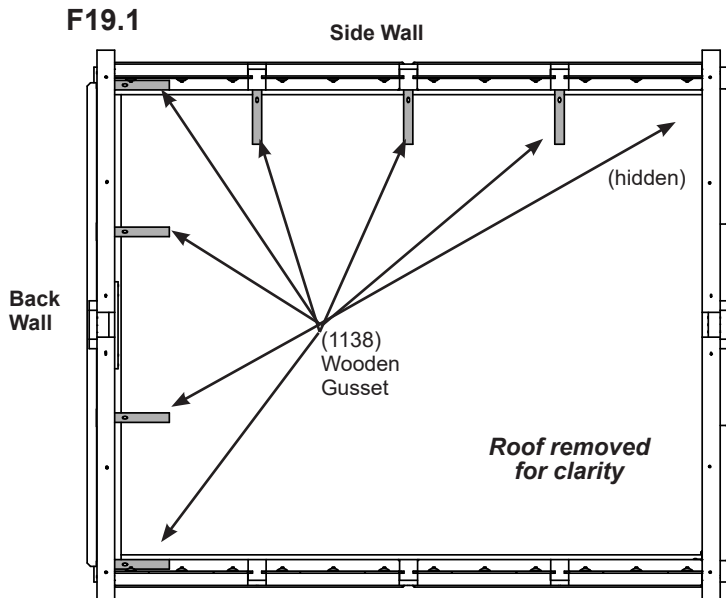 F19.1
Side Wall
(hidden)
Back
Wall
(1138)
Wooden
Gusset
Roof removed
for clarity